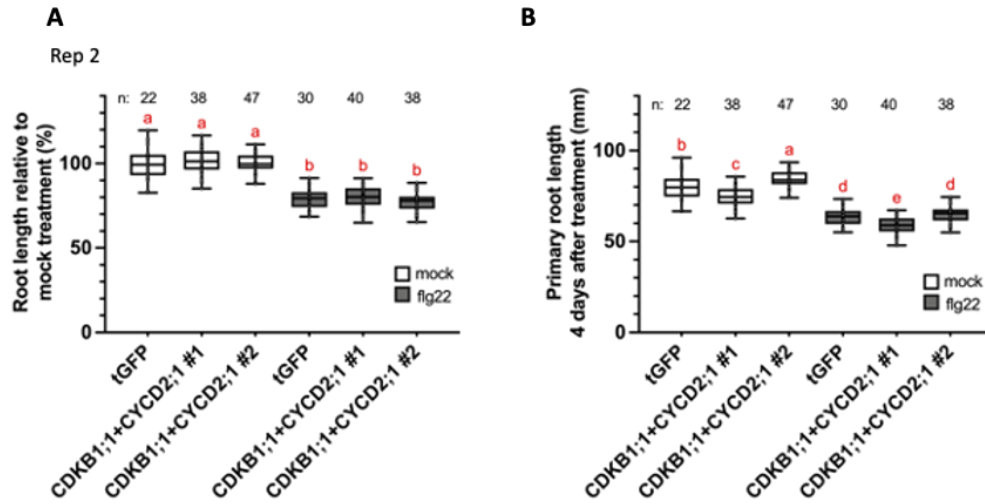 A
B
Rep 2
n: 22 38 47 30 40 38
a a a b b b
Root length relative to
mock treatment (%)
100
50
0
mock
flg22
tGFP
CDKB1;1+CYCD2;1 #1
CDKB1;1+CYCD2;1 #2
tGFP
CDKB1;1+CYCD2;1 #1
CDKB1;1+CYCD2;1 #2
n: 22 38 47 30 40 38
b c a d e d
Primary root length
4 days after treatment (mm)
100
50
0
mock
flg22
tGFP
CDKB1;1+CYCD2;1 #1
CDKB1;1+CYCD2;1 #2
tGFP
CDKB1;1+CYCD2;1 #1
CDKB1;1+CYCD2;1 #2